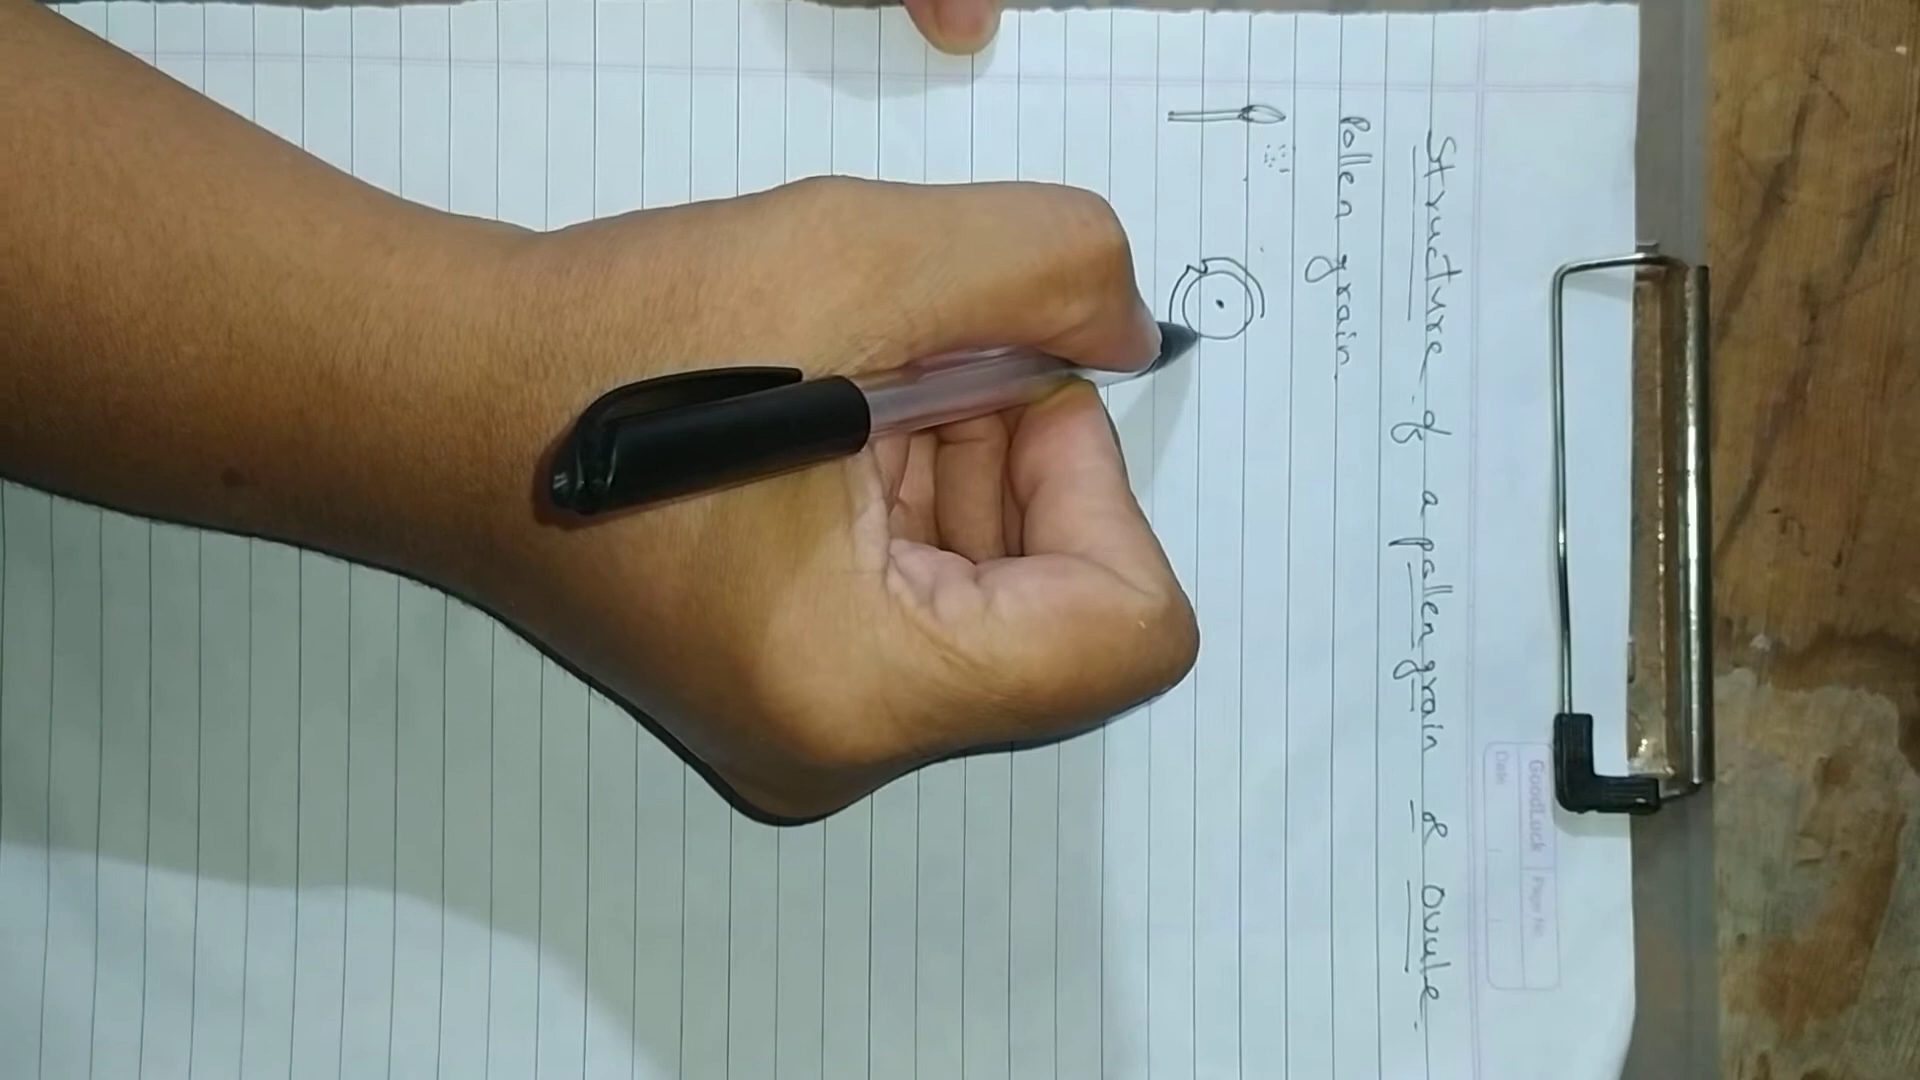 GoodLuck Page No.
Date
Structure of a pollen grain & ovule.
Pollen grain.